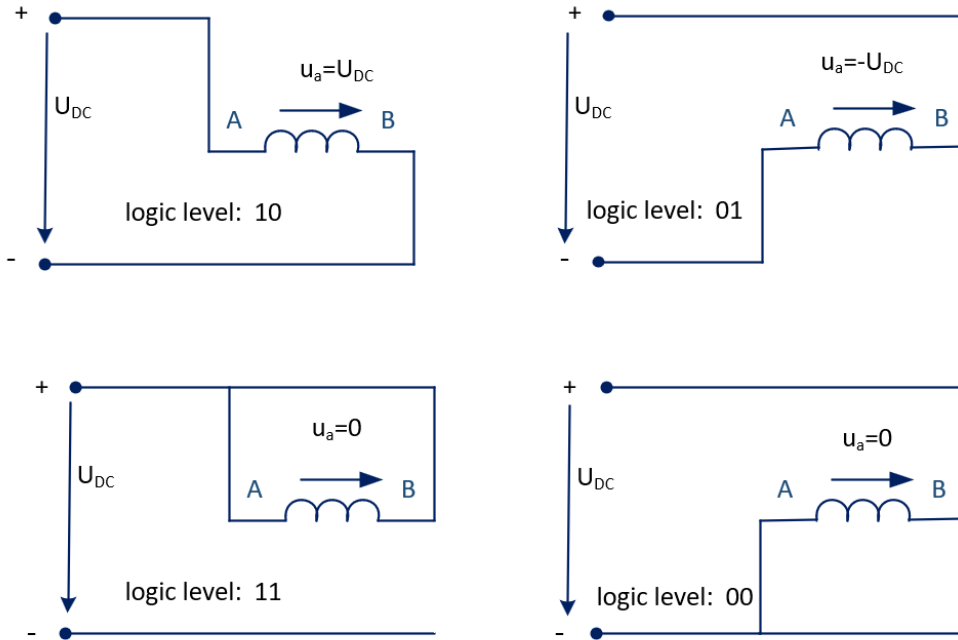 +
u_a=U_DC
U_DC
A
B
logic level: 10
-
+
u_a=-U_DC
U_DC
A
B
logic level: 01
-
+
u_a=0
U_DC
A
B
logic level: 11
-
+
u_a=0
U_DC
A
B
logic level: 00
-